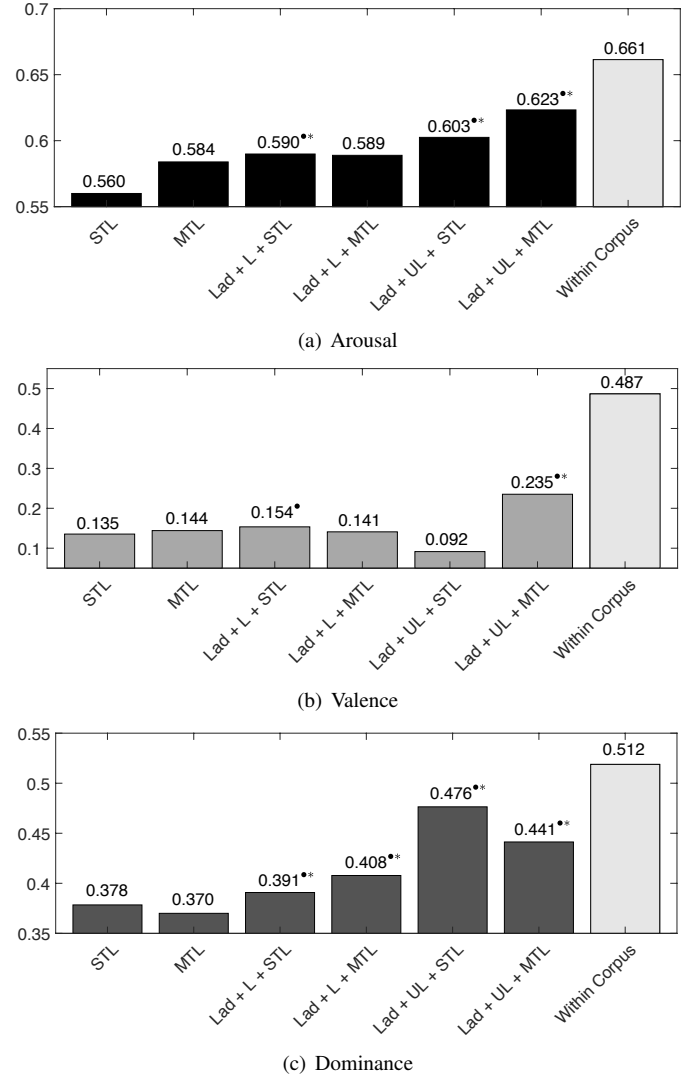 0.7
0.65
0.6
0.55
0.560
0.584
0.590•*
0.589
0.603•*
0.623•*
0.661
STL
MTL
Lad + L + STL
Lad + L + MTL
Lad + UL + STL
Lad + UL + MTL
Within Corpus
(a) Arousal
0.5
0.4
0.3
0.2
0.1
0.135
0.144
0.154•
0.141
0.092
0.235•*
0.487
STL
MTL
Lad + L + STL
Lad + L + MTL
Lad + UL + STL
Lad + UL + MTL
Within Corpus
(b) Valence
0.55
0.5
0.45
0.4
0.35
0.378
0.370
0.391•*
0.408•*
0.476•*
0.441•*
0.512
STL
MTL
Lad + L + STL
Lad + L + MTL
Lad + UL + STL
Lad + UL + MTL
Within Corpus
(c) Dominance